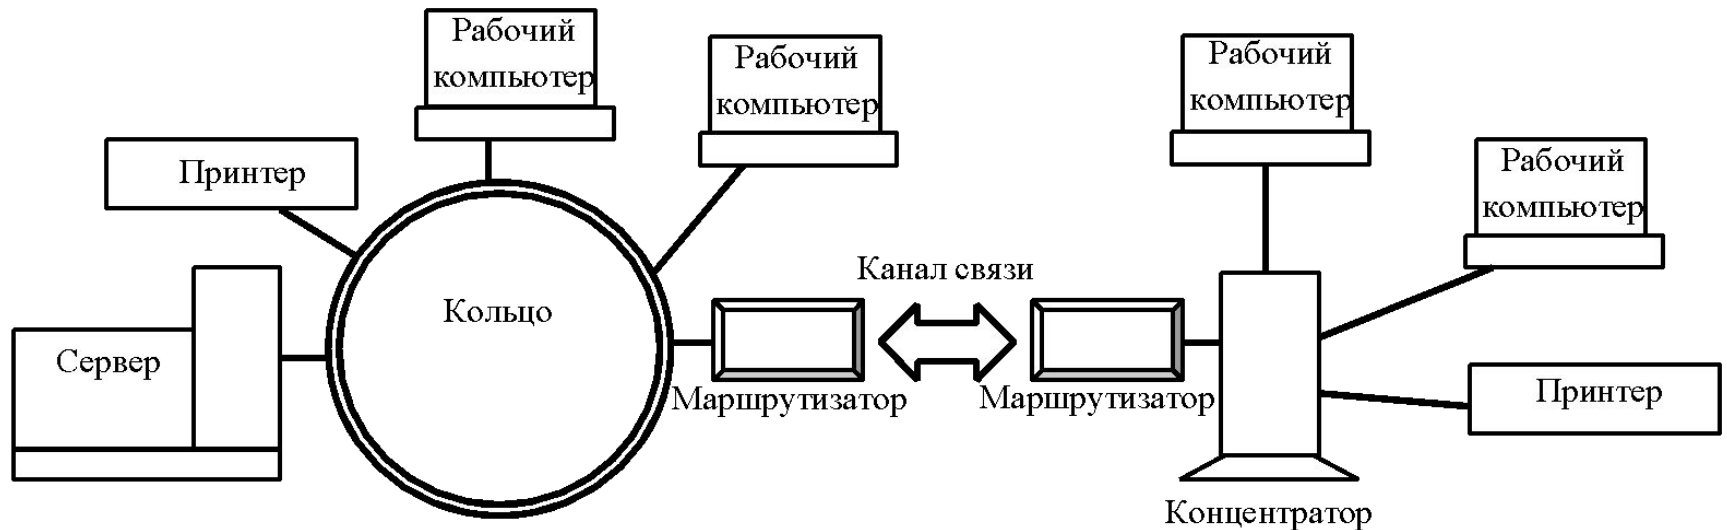 Рабочий
компьютер
Рабочий
компьютер
Рабочий
компьютер
Рабочий
компьютер
Принтер
Канал связи
Кольцо
Сервер
Маршрутизатор
Маршрутизатор
Принтер
Концентратор